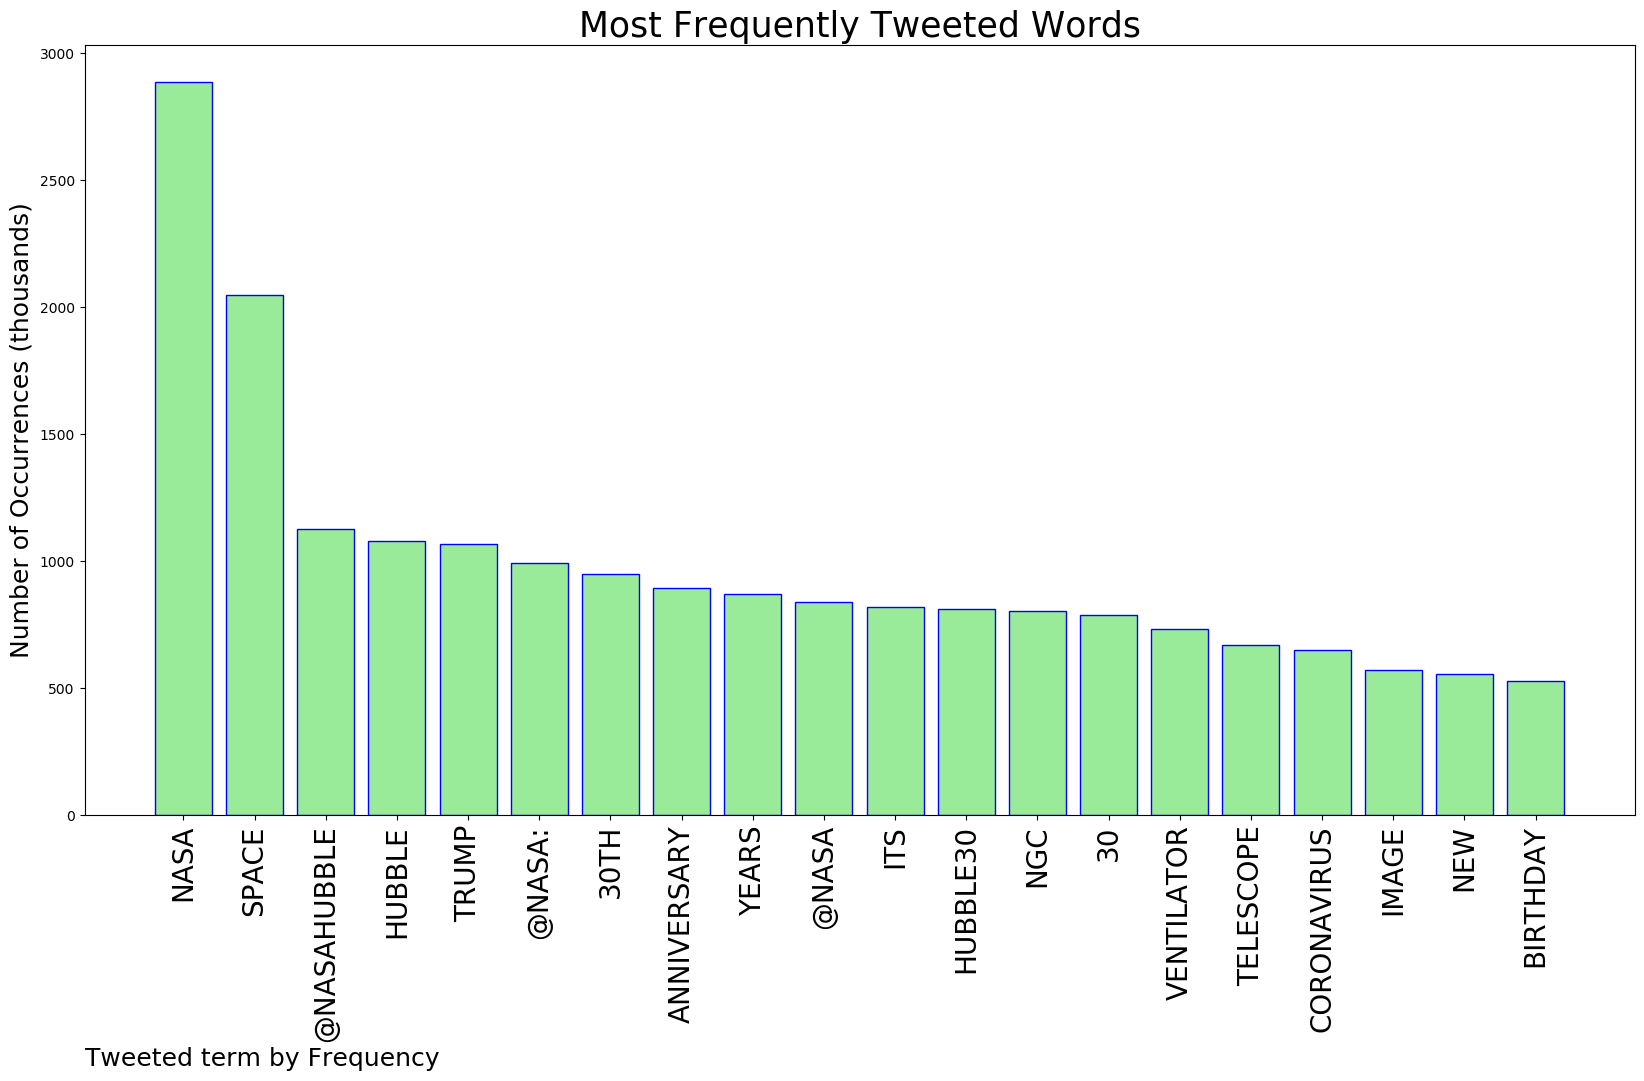 Most Frequently Tweeted Words
Number of Occurrences (thousands)
3000
2500
2000
1500
1000
500
0
NASA
SPACE
@NASAHUBBLE
HUBBLE
TRUMP
@NASA:
30TH
ANNIVERSARY
YEARS
@NASA
ITS
HUBBLE30
NGC
30
VENTILATOR
TELESCOPE
CORONAVIRUS
IMAGE
NEW
BIRTHDAY
Tweeted term by Frequency